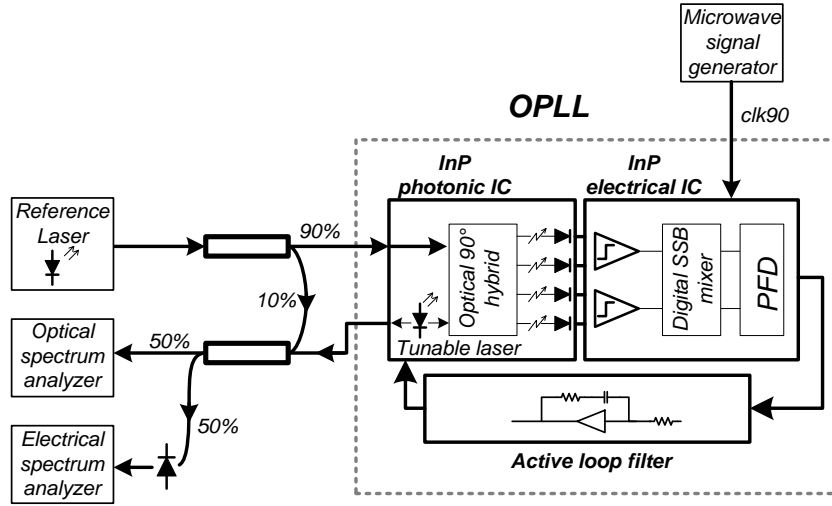 Microwave
signal
generator
OPLL
clk90
InP
photonic IC
InP
electrical IC
Reference
Laser
90%
10%
Optical 90°
hybrid
Tunable laser
Digital SSB
mixer
PFD
Optical
spectrum
analyzer
50%
50%
Electrical
spectrum
analyzer
Active loop filter